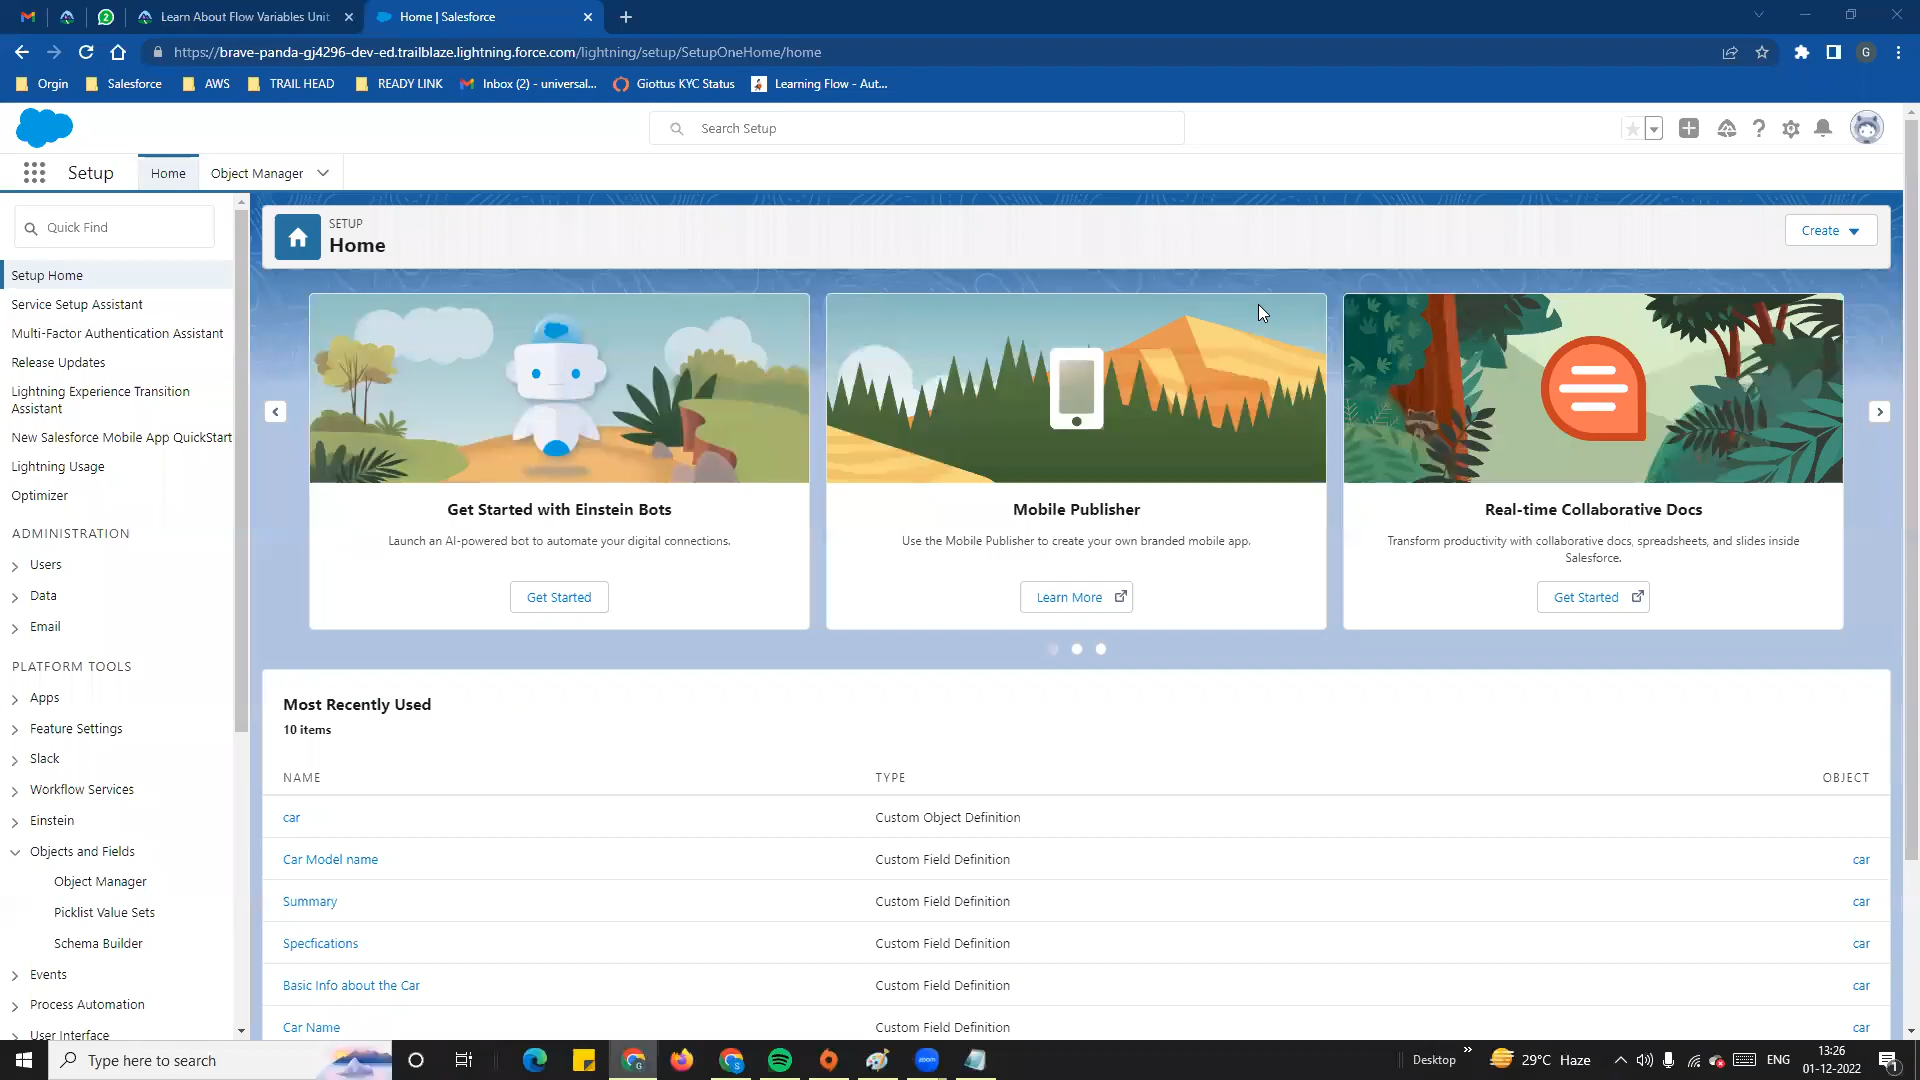 Learn About Flow Variables Unit
Home | Salesforce
https://brave-panda-gj4296-dev-ed.trailblaze.lightning.force.com/lightning/setup/SetupOneHome/home
G
Orgin
Salesforce
AWS
TRAIL HEAD
READY LINK
Inbox (2) - universal...
Giottus KYC Status
Learning Flow - Aut...
Search Setup
Setup
Home
Object Manager
Quick Find
Setup Home
Service Setup Assistant
Multi-Factor Authentication Assistant
Release Updates
Lightning Experience Transition
Assistant
New Salesforce Mobile App QuickStart
Lightning Usage
Optimizer
ADMINISTRATION
Users
Data
Email
PLATFORM TOOLS
Apps
Feature Settings
Slack
Workflow Services
Einstein
Objects and Fields
Object Manager
Picklist Value Sets
Schema Builder
Events
Process Automation
User Interface
SETUP
Home
Create
Get Started with Einstein Bots
Launch an AI-powered bot to automate your digital connections.
Get Started
Mobile Publisher
Use the Mobile Publisher to create your own branded mobile app.
Learn More
Real-time Collaborative Docs
Transform productivity with collaborative docs, spreadsheets, and slides inside
Salesforce.
Get Started
Most Recently Used
10 items
NAME TYPE OBJECT
car Custom Object Definition
Car Model name Custom Field Definition car
Summary Custom Field Definition car
Specfications Custom Field Definition car
Basic Info about the Car Custom Field Definition car
Car Name Custom Field Definition car
Type here to search
zoom
Desktop
29°C Haze
ENG
13:26
01-12-2022
1